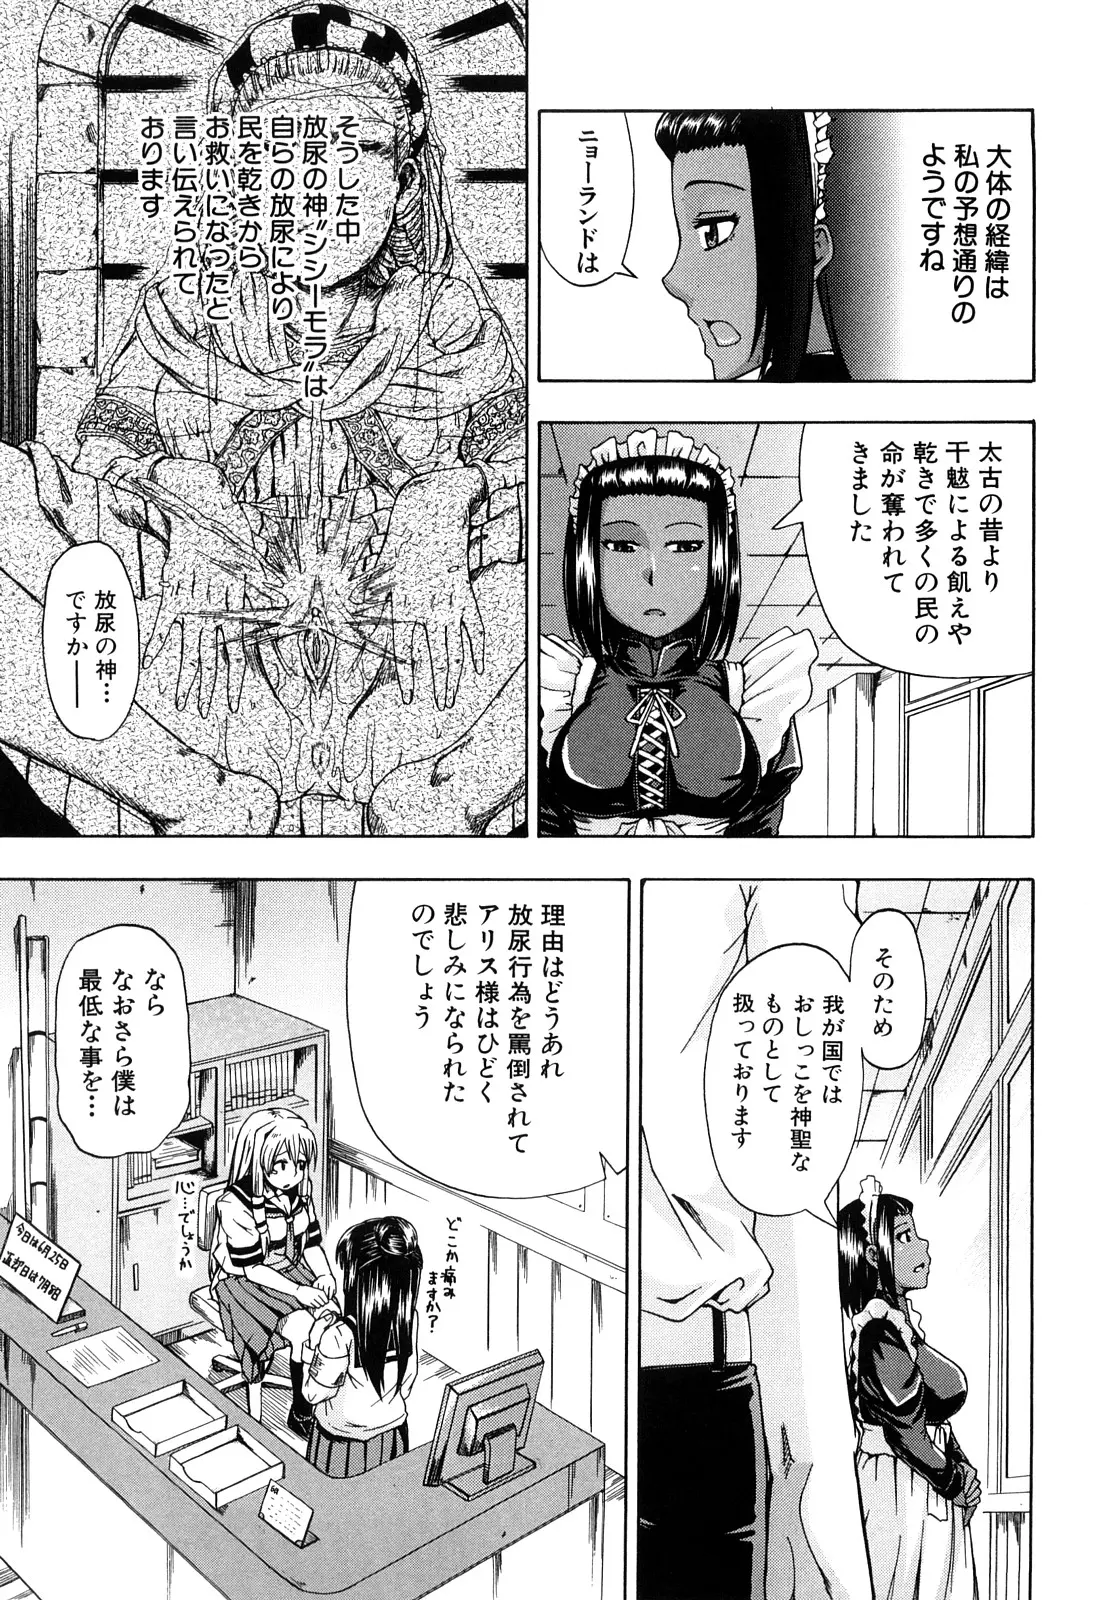 大体の経緯は
私の予想通りの
ようですね
ニョーランドは
太古の昔より
干魃による飢えや
乾きで多くの民の
命が奪われて
きました
そうした中
放尿の神〝シシーモラ〟は
自らの放尿により
民を乾きから
お救いになったと
言い伝えられて
おります
放尿の神…
ですか──
そのため
我が国では
おしっこを神聖な
ものとして
扱っております
理由はどうあれ
放尿行為を罵倒されて
アリス様はひどく
悲しみになられた
のでしょう
なら
なおさら僕は
最低な事を…
どこか痛み
ますか？
心…でしょうか
今日は6月25日